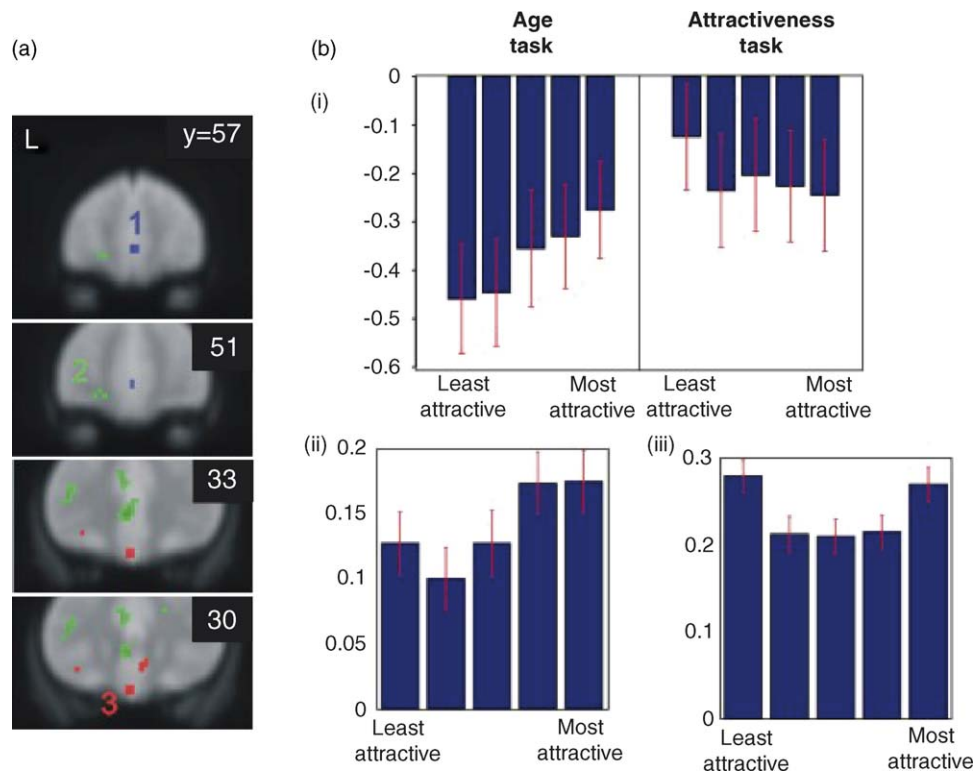 (a)
L
y=57
1
51
2
33
30
3
(b)
Age
task
Attractiveness
task
(i)
0
-0.1
-0.2
-0.3
-0.4
-0.5
-0.6
Least
attractive
Most
attractive
Least
attractive
Most
attractive
(ii)
0.2
0.15
0.1
0.05
0
Least
attractive
Most
attractive
(iii)
0.3
0.2
0.1
0
Least
attractive
Most
attractive